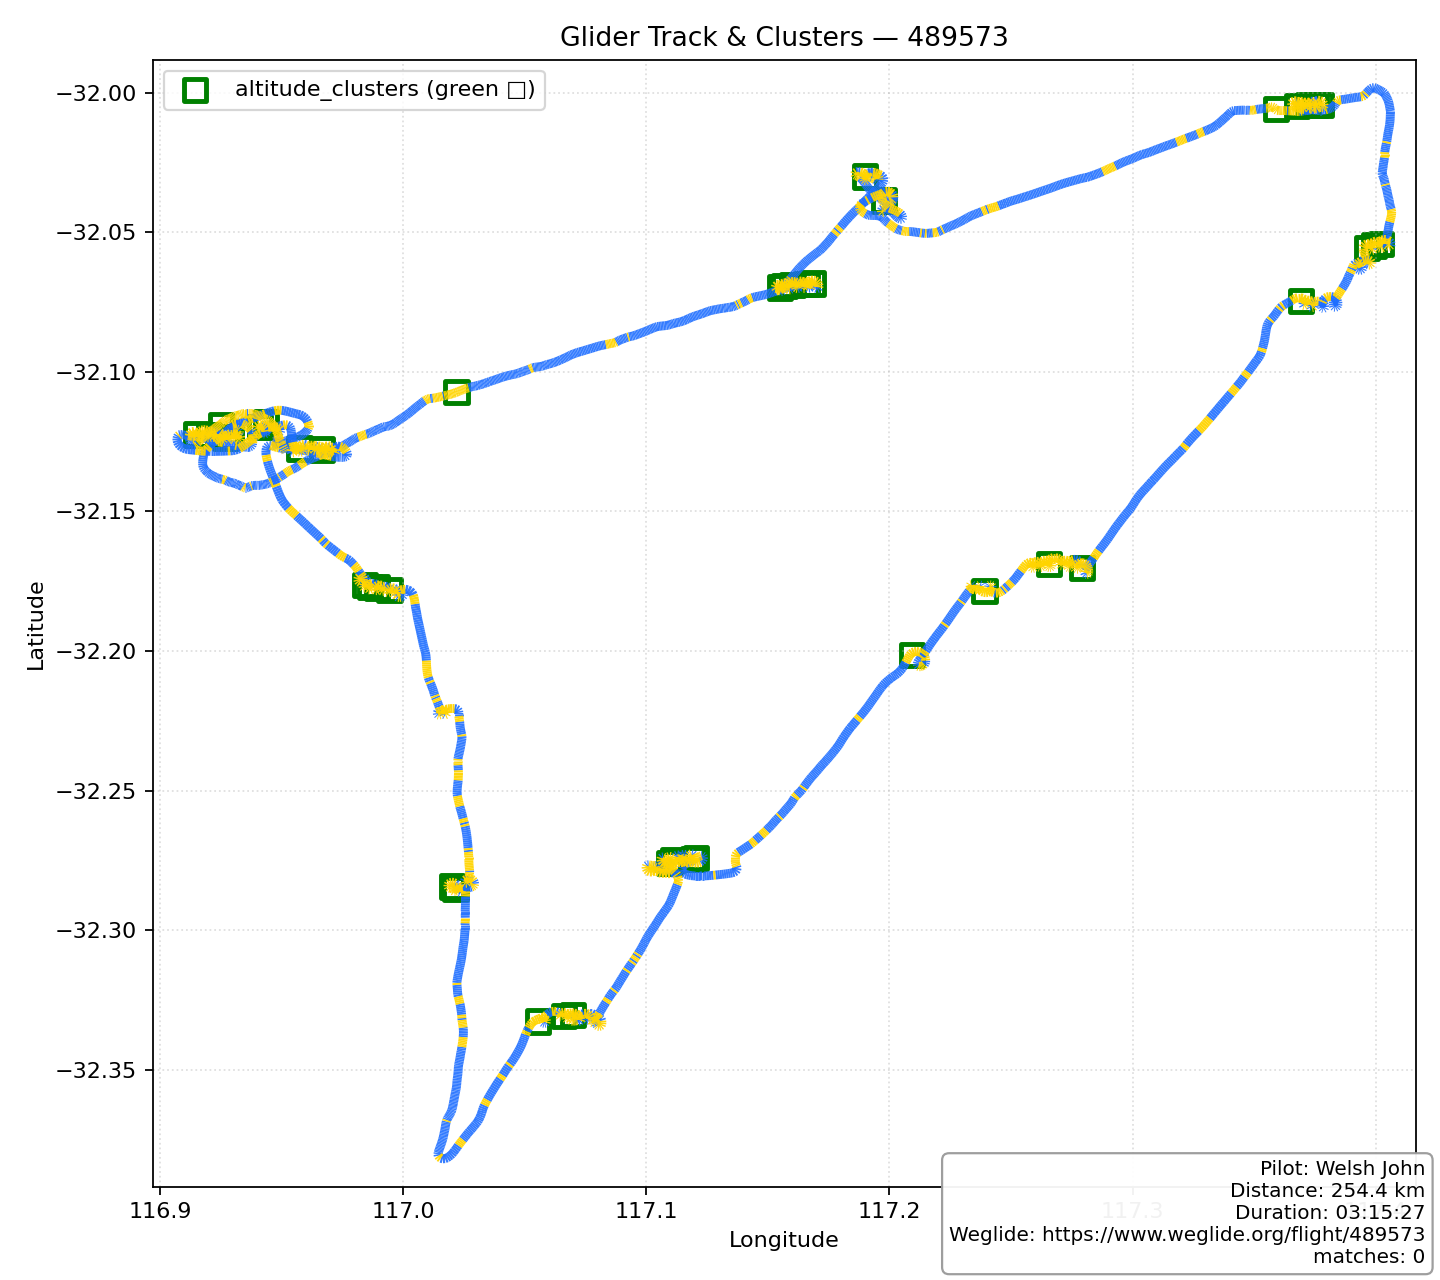 Glider Track & Clusters — 489573
altitude_clusters (green □)
−32.00
−32.05
−32.10
−32.15
−32.20
−32.25
−32.30
−32.35
Latitude
116.9
117.0
117.1
117.2
117.3
Longitude
Pilot: Welsh John
Distance: 254.4 km
Duration: 03:15:27
Weglide: https://www.weglide.org/flight/489573
matches: 0